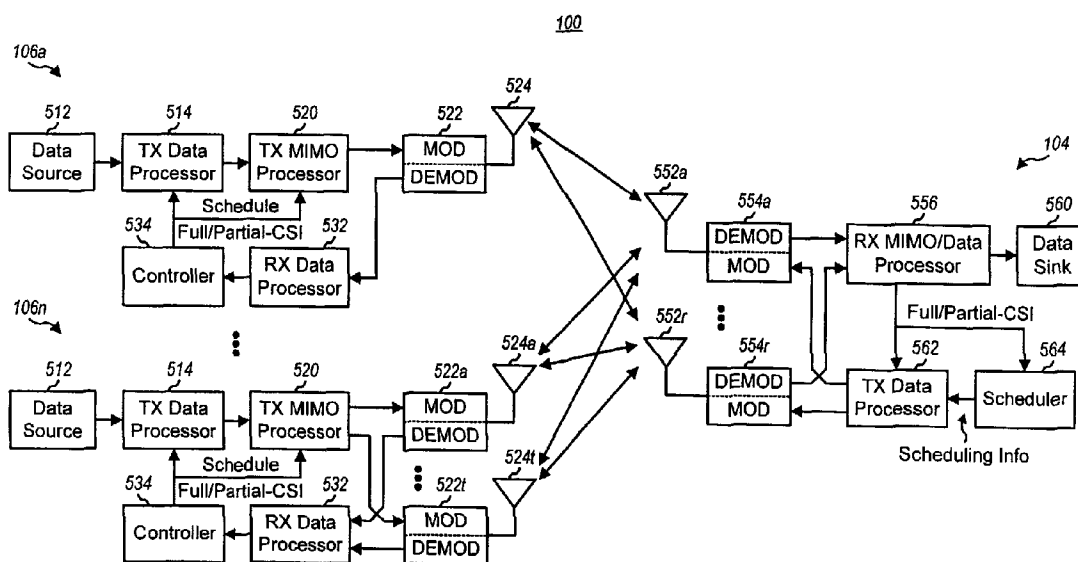 100
106a
512
Data
Source
514
TX Data
Processor
520
TX MIMO
Processor
522
MOD
DEMOD
524
Schedule
Full/Partial-CSI
534
Controller
532
RX Data
Processor
106n
512
Data
Source
514
TX Data
Processor
520
TX MIMO
Processor
522a
MOD
DEMOD
524a
Schedule
Full/Partial-CSI
534
Controller
532
RX Data
Processor
522t
MOD
DEMOD
524t
104
552a
554a
DEMOD
MOD
556
RX MIMO/Data
Processor
560
Data
Sink
Full/Partial-CSI
552r
554r
DEMOD
MOD
562
TX Data
Processor
564
Scheduler
Scheduling Info